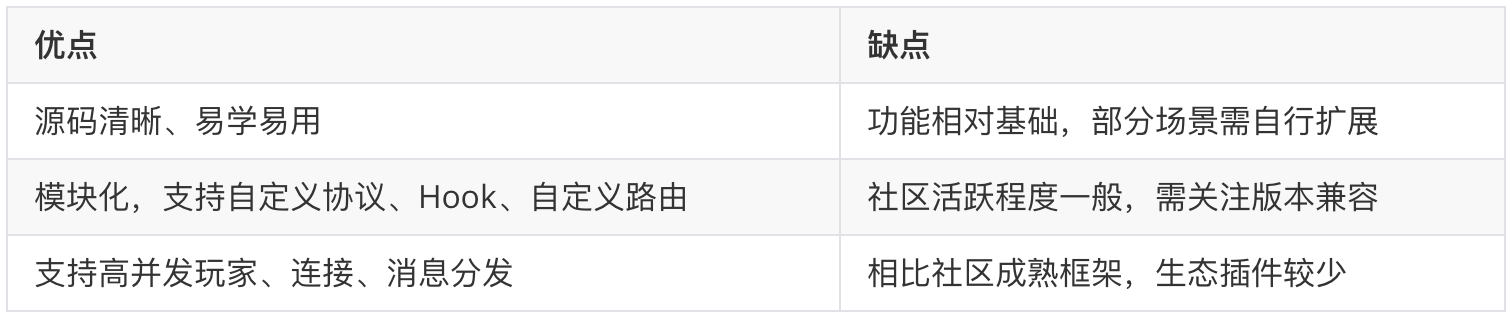 优点
缺点
源码清晰、易学易用
功能相对基础，部分场景需自行扩展
模块化，支持自定义协议、Hook、自定义路由
社区活跃程度一般，需关注版本兼容
支持高并发玩家、连接、消息分发
相比社区成熟框架，生态插件较少